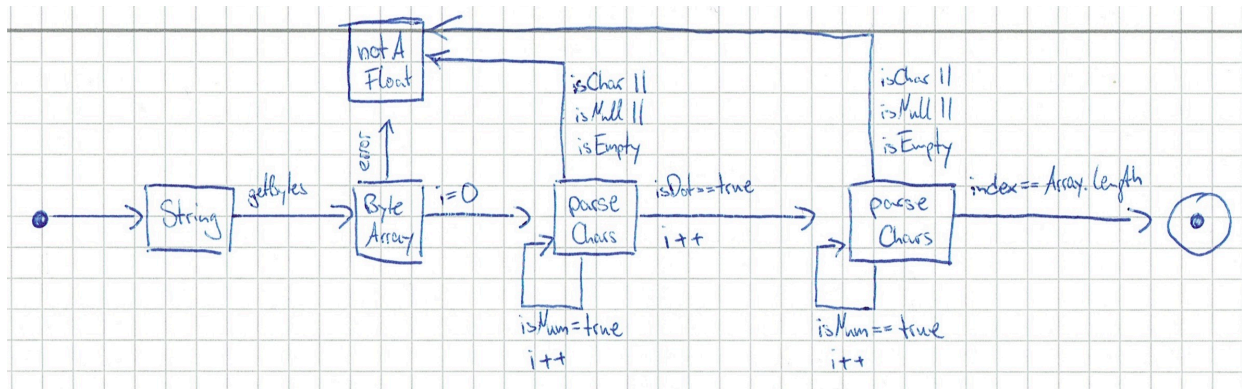 not A
Float
isChar ||
isNull ||
isEmpty
isChar ||
isNull ||
isEmpty
error
getbytes
String
Byte
Array
i=0
parse
Chars
isDot==true
i++
parse
Chars
index==Array.length
isNum=true
i++
isNum==true
i++